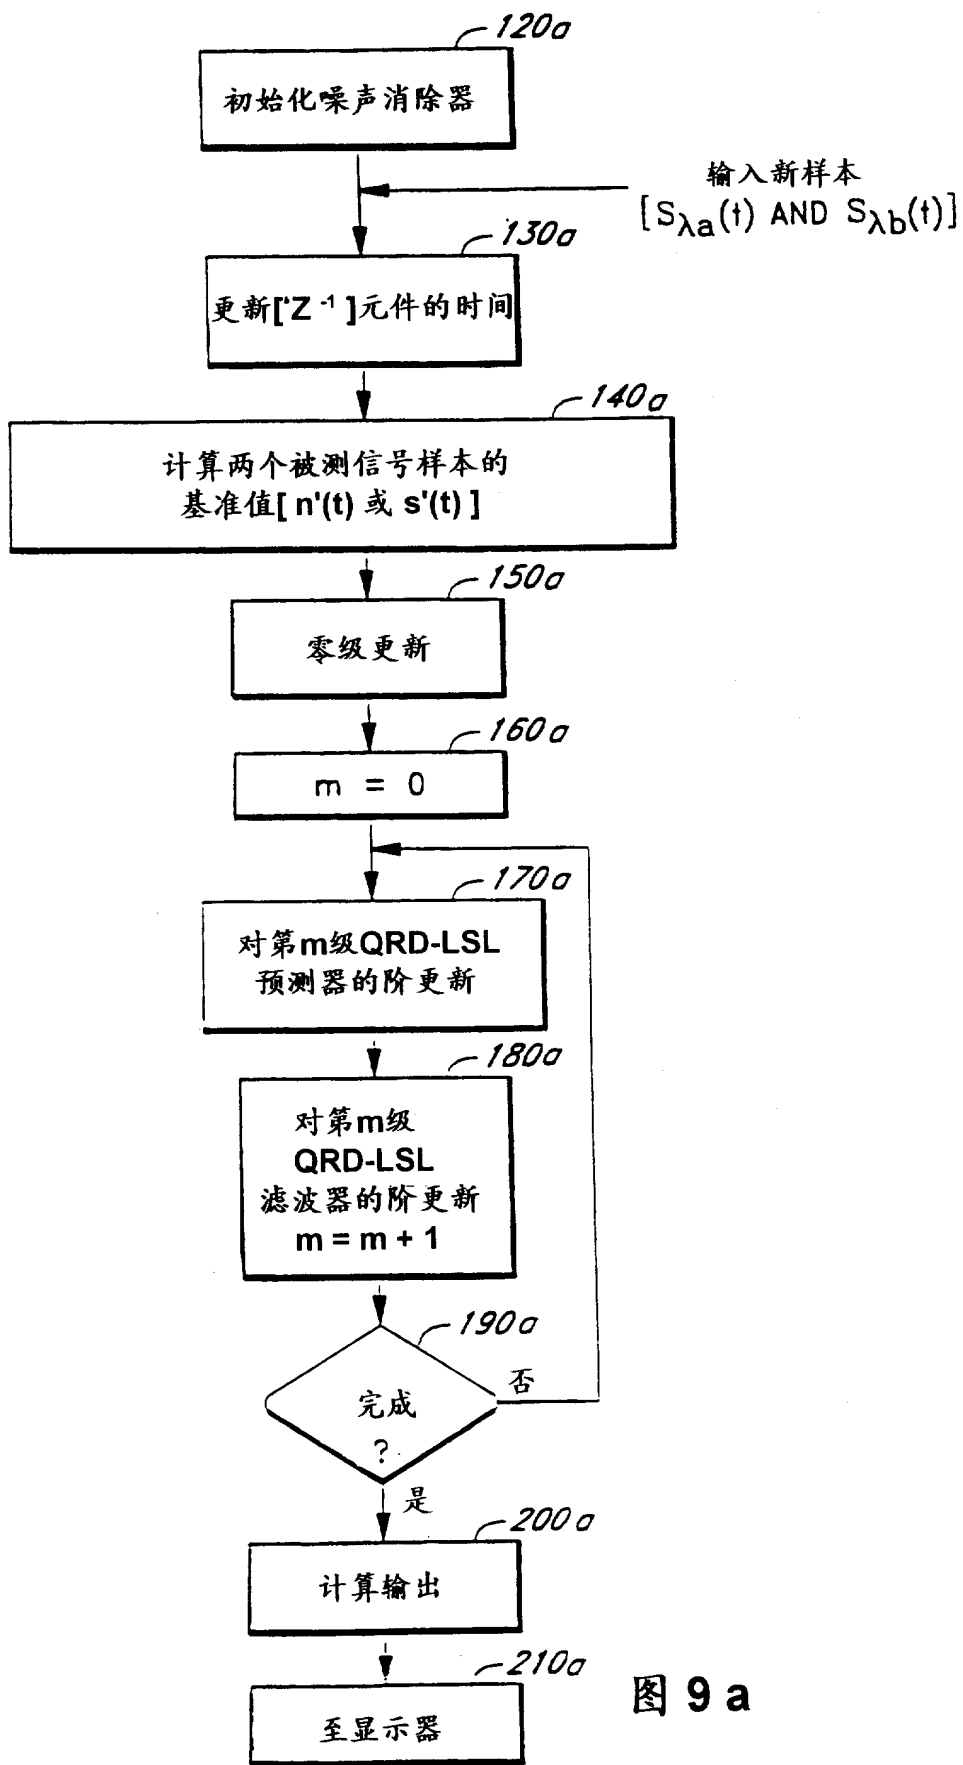 120a
初始化噪声消除器
输入新样本
[Sλa(t) AND Sλb(t)]
130a
更新['Z⁻¹]元件的时间
140a
计算两个被测信号样本的
基准值[ n'(t) 或 s'(t) ]
150a
零级更新
160a
m = 0
170a
对第m级QRD-LSL
预测器的阶更新
180a
对第m级
QRD-LSL
滤波器的阶更新
m = m + 1
190a
完成
?
否
是
200a
计算输出
210a
至显示器
图 9 a